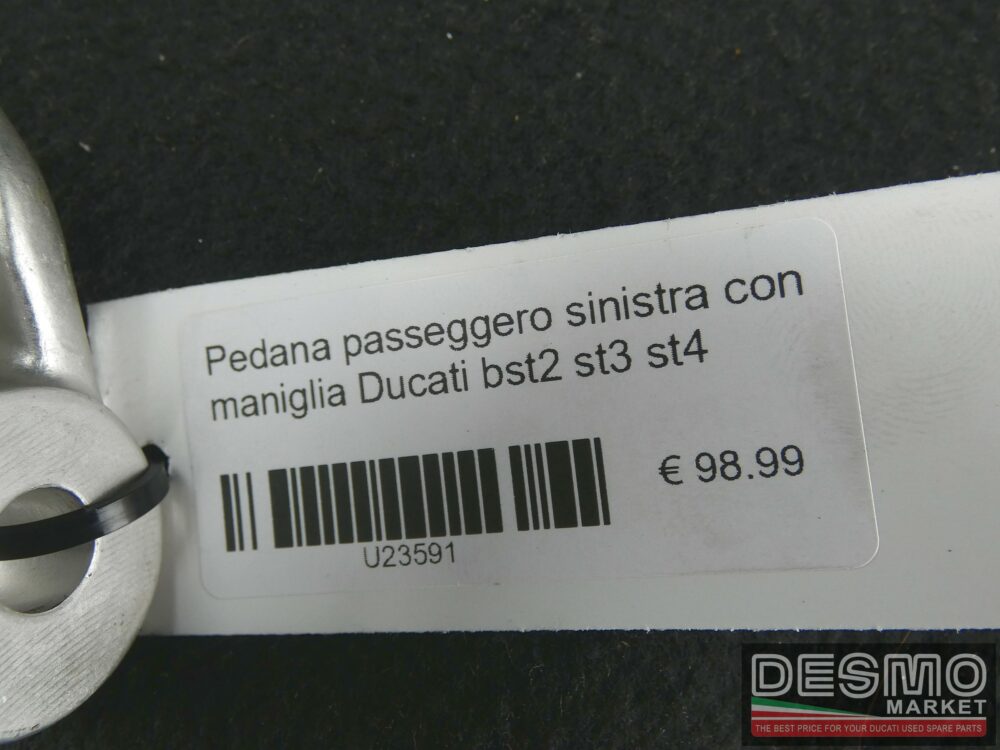 Pedana passeggero sinistra con
maniglia Ducati bst2 st3 st4
€ 98.99
U23591
DESMO
MARKET
THE BEST PRICE FOR YOUR DUCATI USED SPARE PARTS